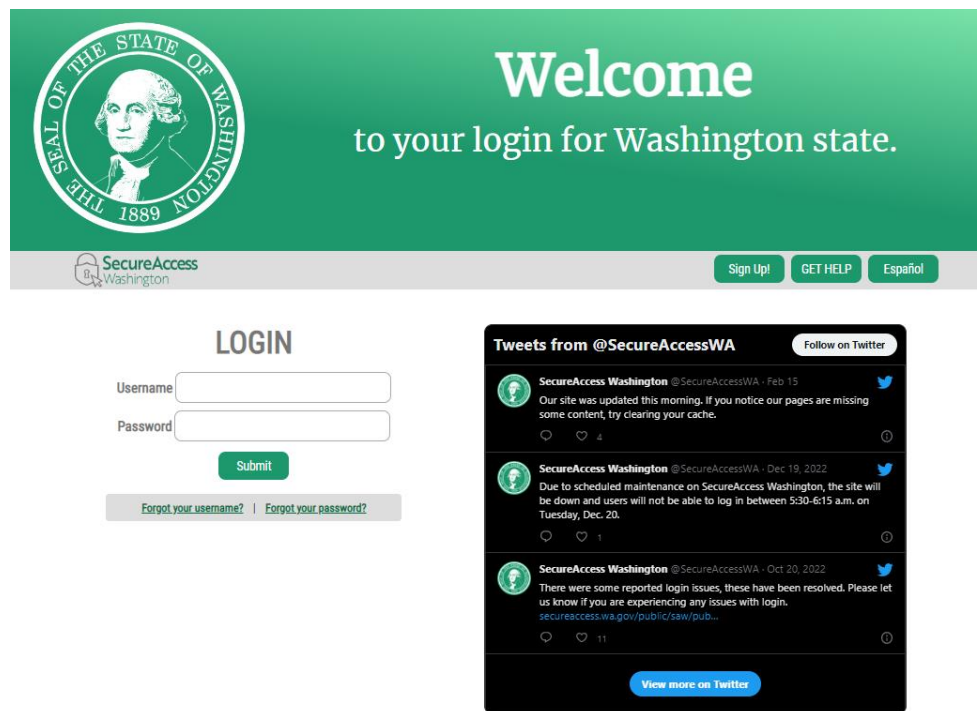 THE SEAL OF THE STATE OF WASHINGTON
1889
Welcome
to your login for Washington state.
SecureAccess
Washington
Sign Up!
GET HELP
Español
LOGIN
Username
Password
Submit
Forgot your username? | Forgot your password?
Tweets from @SecureAccessWA
Follow on Twitter
SecureAccess Washington @SecureAccessWA · Feb 15
Our site was updated this morning. If you notice our pages are missing
some content, try clearing your cache.
4
SecureAccess Washington @SecureAccessWA · Dec 19, 2022
Due to scheduled maintenance on SecureAccess Washington, the site will
be down and users will not be able to log in between 5:30-6:15 a.m. on
Tuesday, Dec. 20.
1
SecureAccess Washington @SecureAccessWA · Oct 20, 2022
There were some reported login issues, these have been resolved. Please let
us know if you are experiencing any issues with login.
secureaccess.wa.gov/public/saw/pub...
11
View more on Twitter